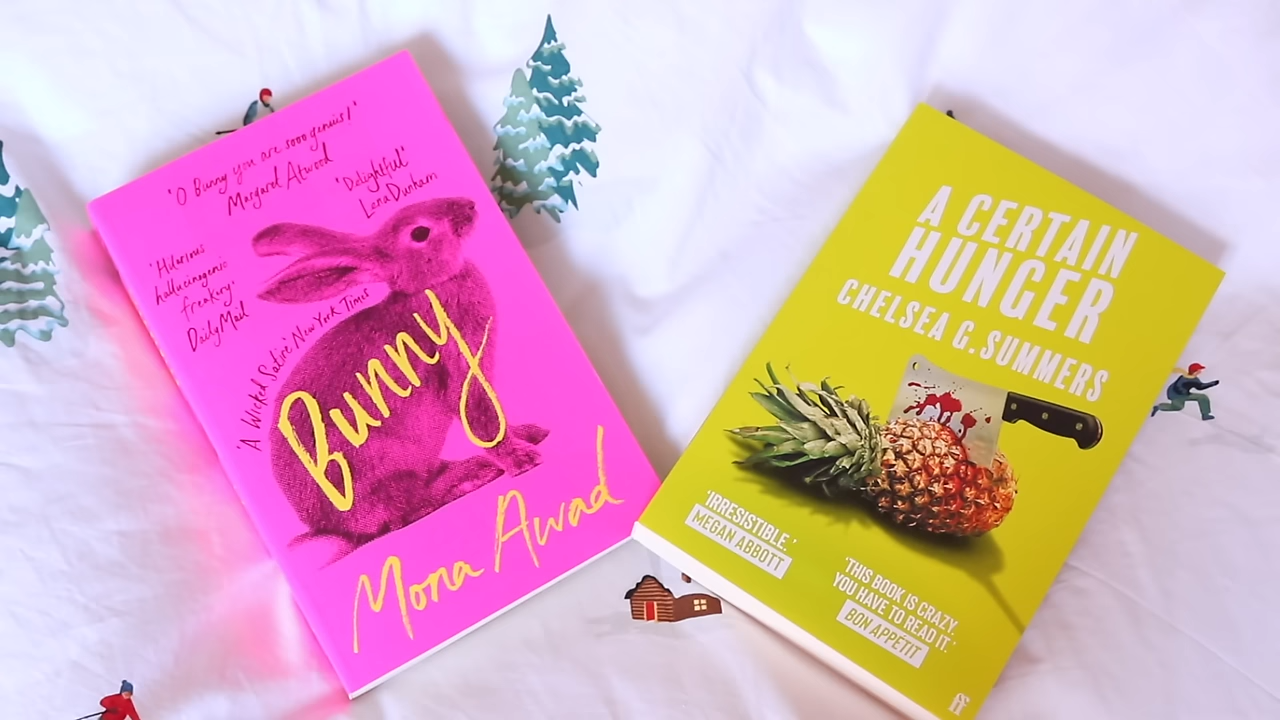 'O Bunny you are sooo genius!'
Margaret Atwood
'Delightful'
Lena Dunham
'Hilarious
hallucinogenic
freakery'
Daily Mail
'A Wicked Satire' New York Times
Bunny
Mona Awad
A CERTAIN
HUNGER
CHELSEA G. SUMMERS
'IRRESISTIBLE.'
MEGAN ABBOTT
'THIS BOOK IS CRAZY.
YOU HAVE TO READ IT.'
BON APPÉTIT
ff